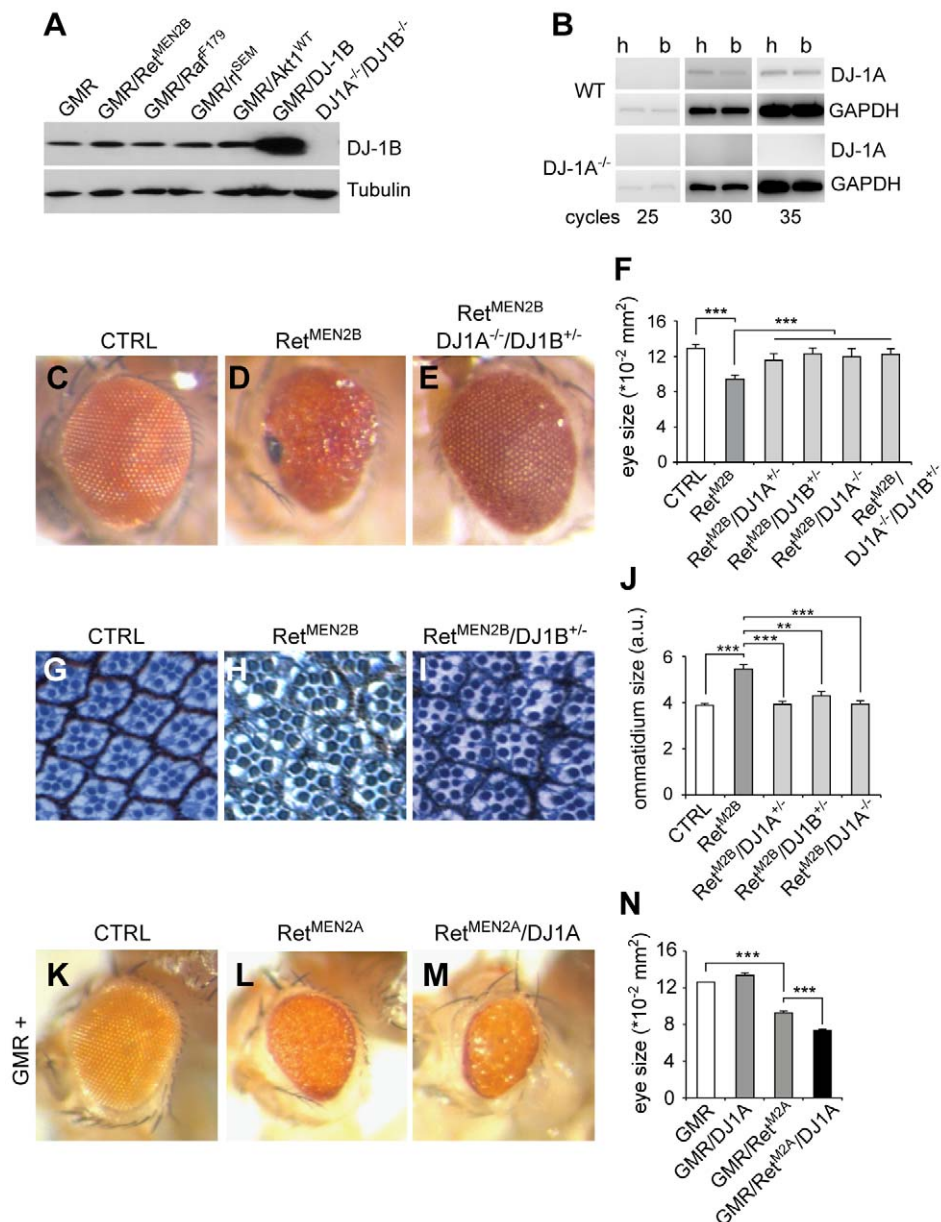 A
GMR
GMR/Ret^MEN2B
GMR/Raf^F179
GMR/rl^SEM
GMR/Akt1^WT
GMR/DJ-1B
DJ1A^-/-/DJ1B^-/-
DJ-1B
Tubulin
B
h b h b h b
WT
DJ-1A
GAPDH
DJ-1A^-/-
DJ-1A
GAPDH
cycles 25 30 35
CTRL
Ret^MEN2B
Ret^MEN2B
DJ1A^-/-/DJ1B^+/-
C
D
E
F
eye size (*10^-2 mm^2)
16
12
8
4
0
***
***
CTRL
Ret^M2B
Ret^M2B/DJ1A^+/-
Ret^M2B/DJ1B^+/-
Ret^M2B/DJ1A^-/-
Ret^M2B/
DJ1A^-/-/DJ1B^+/-
CTRL
Ret^MEN2B
Ret^MEN2B/DJ1B^+/-
G
H
I
J
ommatidium size (a.u.)
6
4
2
0
***
***
**
***
CTRL
Ret^M2B
Ret^M2B/DJ1A^+/-
Ret^M2B/DJ1B^+/-
Ret^M2B/DJ1A^-/-
GMR +
CTRL
Ret^MEN2A
Ret^MEN2A/DJ1A
K
L
M
N
eye size (*10^-2 mm^2)
16
12
8
4
0
***
***
GMR
GMR/DJ1A
GMR/Ret^M2A
GMR/Ret^M2A/DJ1A